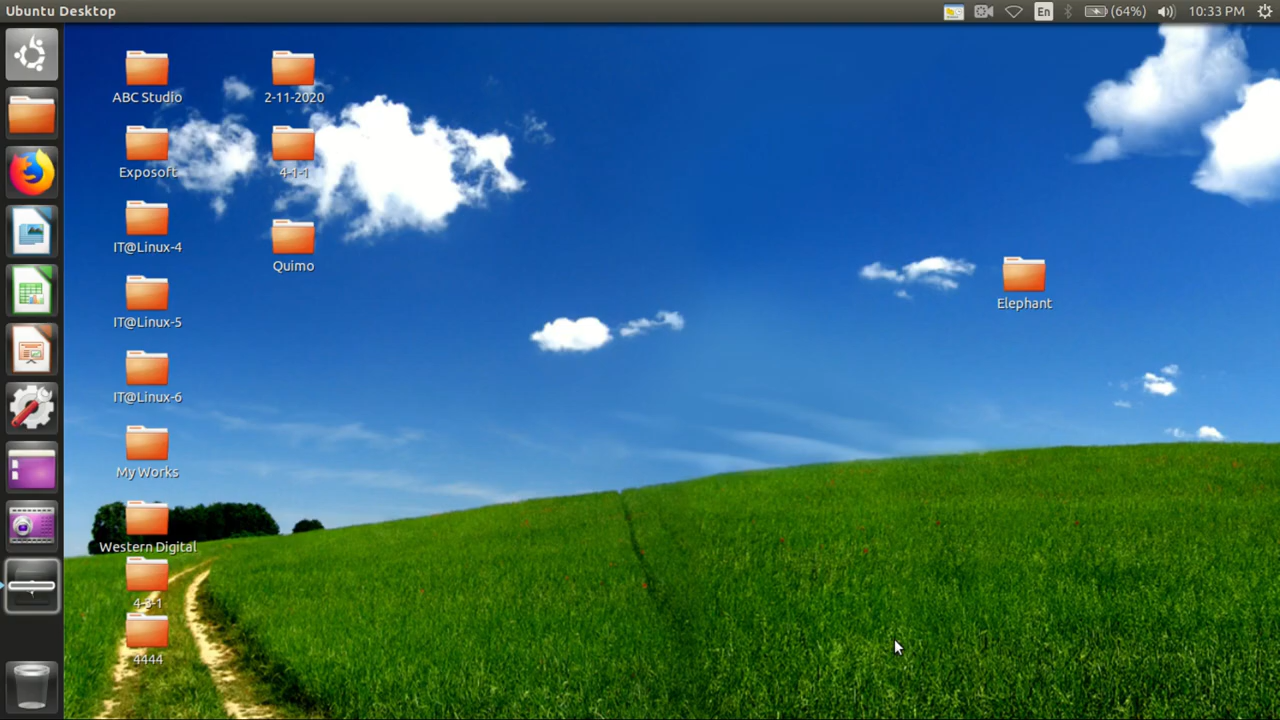 Ubuntu Desktop
En
(64%)
10:33 PM
ABC Studio
2-11-2020
Exposoft
4-1-1
IT@Linux-4
Quimo
Elephant
IT@Linux-5
IT@Linux-6
My Works
Western Digital
4-3-1
4444